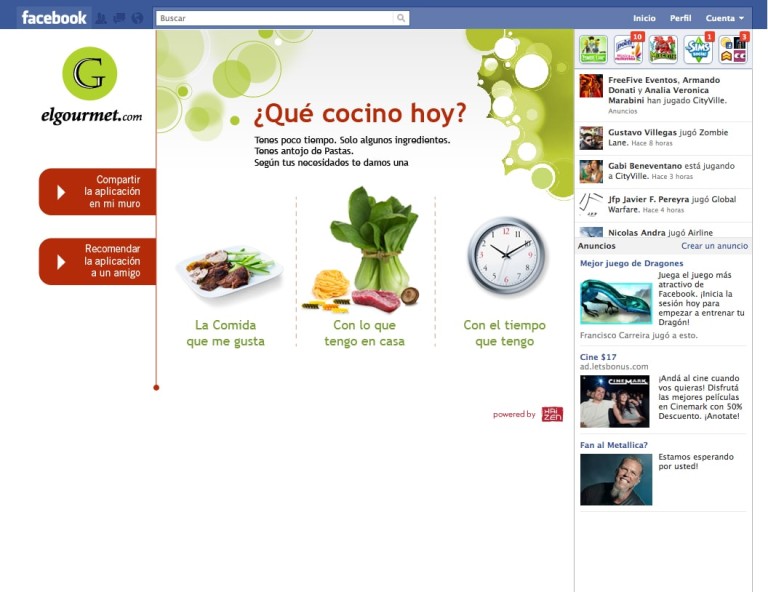 facebook
Buscar
Inicio Perfil Cuenta
G
elgourmet.com
Compartir
la aplicación
en mi muro
Recomendar
la aplicación
a un amigo
¿Qué cocino hoy?
Tenes poco tiempo. Solo algunos ingredientes.
Tenes antojo de Pastas.
Según tus necesidades te damos una
12
La Comida
que me gusta
Con lo que
tengo en casa
Con el tiempo
que tengo
powered by KAI ZEN
10
1
3
SIMS
FreeFive Eventos, Armando
Donati y Analia Veronica
Marabini han jugado CityVille.
Anuncios
Gustavo Villegas jugó Zombie
Lane. Hace 8 horas
Gabi Beneventano está jugando
a CityVille. Hace 3 horas
Jfp Javier F. Pereyra jugó Global
Warfare. Hace 4 horas
Nicolas Andra jugó Airline
Anuncios Crear un anuncio
Mejor juego de Dragones
Juega el juego más
atractivo de
Facebook. ¡Inicia la
sesión hoy para
empezar a entrenar tu
Dragón!
Francisco Carreira jugó a esto.
Cine $17
ad.letsbonus.com
CINEMARK
¡Andá al cine cuando
vos quieras! Disfrutá
las mejores películas
en Cinemark con 50%
Descuento. ¡Anotate!
Fan al Metallica?
Estamos esperando
por usted!